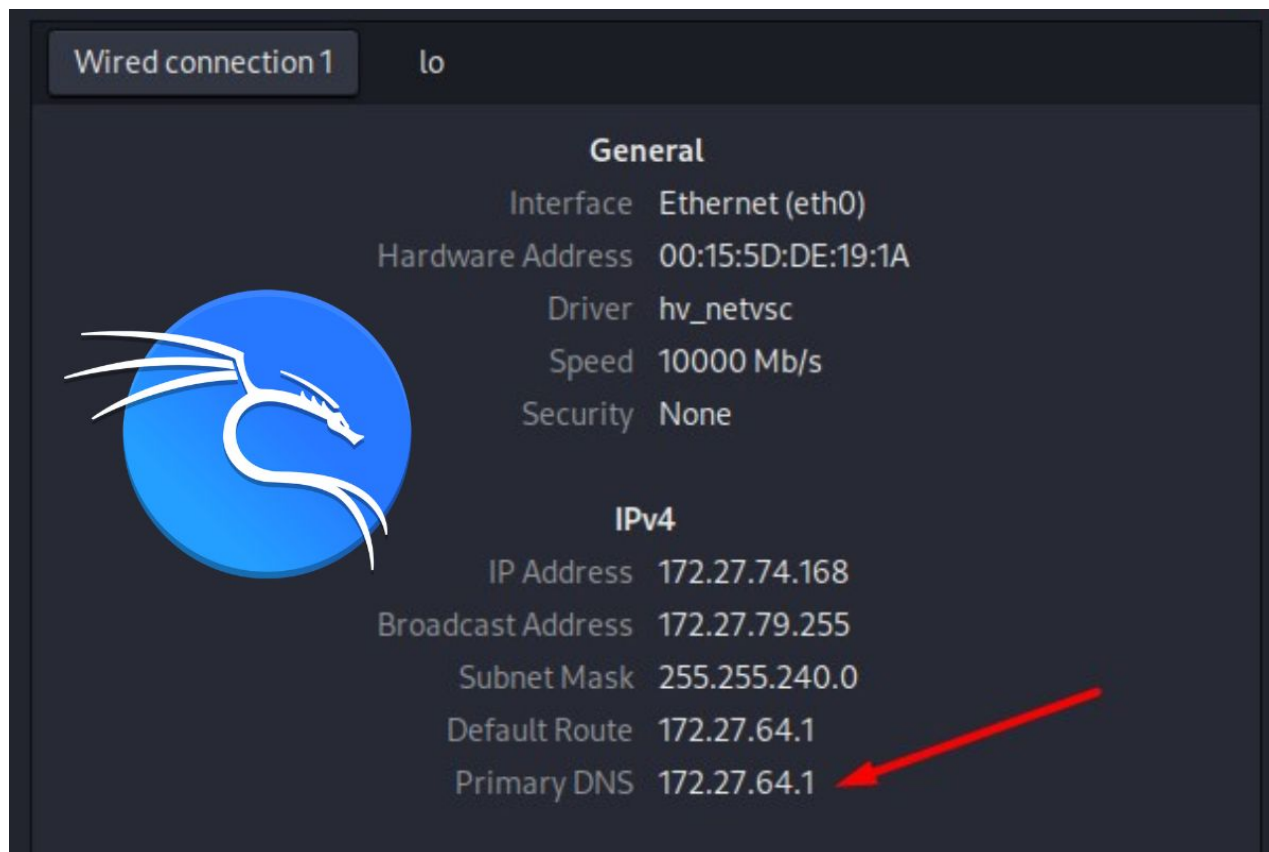 Wired connection 1 lo
General
Interface Ethernet (eth0)
Hardware Address 00:15:5D:DE:19:1A
Driver hv_netvsc
Speed 10000 Mb/s
Security None
IPv4
IP Address 172.27.74.168
Broadcast Address 172.27.79.255
Subnet Mask 255.255.240.0
Default Route 172.27.64.1
Primary DNS 172.27.64.1